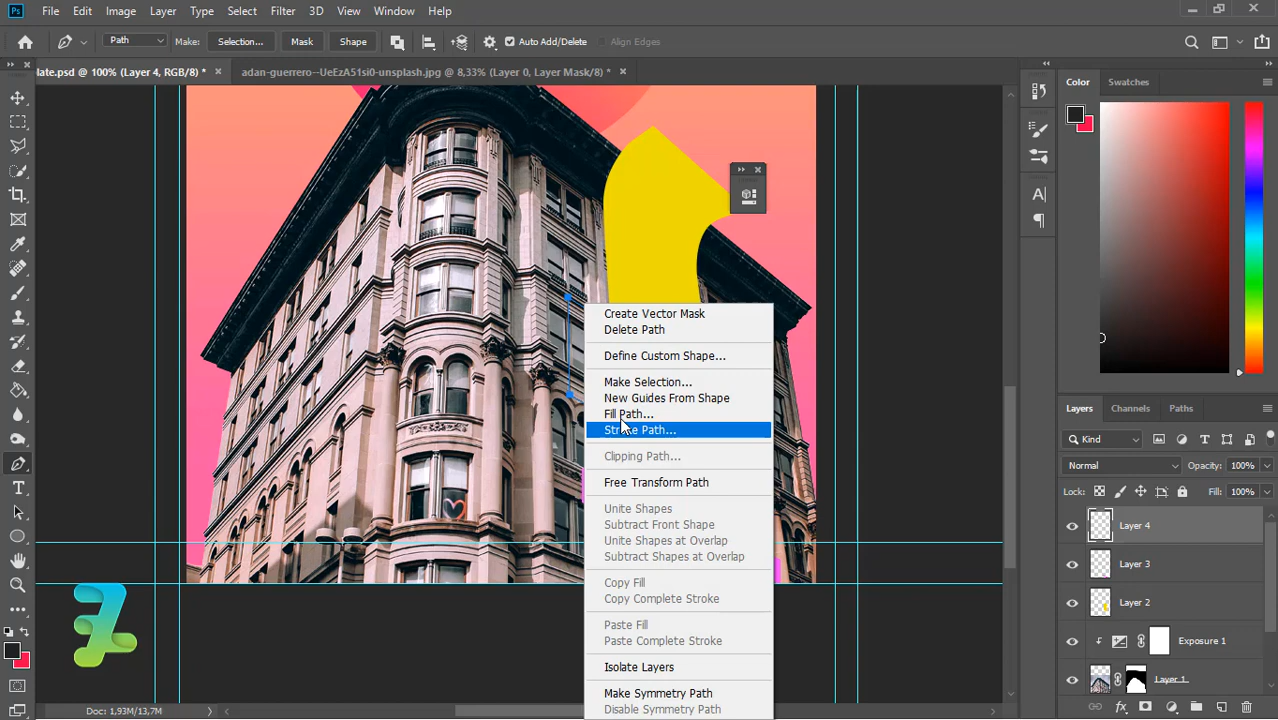 Ps File Edit Image Layer Type Select Filter 3D View Window Help
Path Make: Selection... Mask Shape Auto Add/Delete Align Edges
late.psd @ 100% (Layer 4, RGB/8) * × adan-guerrero--UeEzA51si0-unsplash.jpg @ 8,33% (Layer 0, Layer Mask/8) * ×
Color Swatches
Create Vector Mask
Delete Path
Define Custom Shape...
Make Selection...
New Guides From Shape
Fill Path...
Stroke Path...
Clipping Path...
Free Transform Path
Unite Shapes
Subtract Front Shape
Unite Shapes at Overlap
Subtract Shapes at Overlap
Copy Fill
Copy Complete Stroke
Paste Fill
Paste Complete Stroke
Isolate Layers
Make Symmetry Path
Disable Symmetry Path
Layers Channels Paths
Kind
Normal Opacity: 100%
Lock: Fill: 100%
Layer 4
Layer 3
Layer 2
Exposure 1
Layer 1
Doc: 1,93M/13,7M